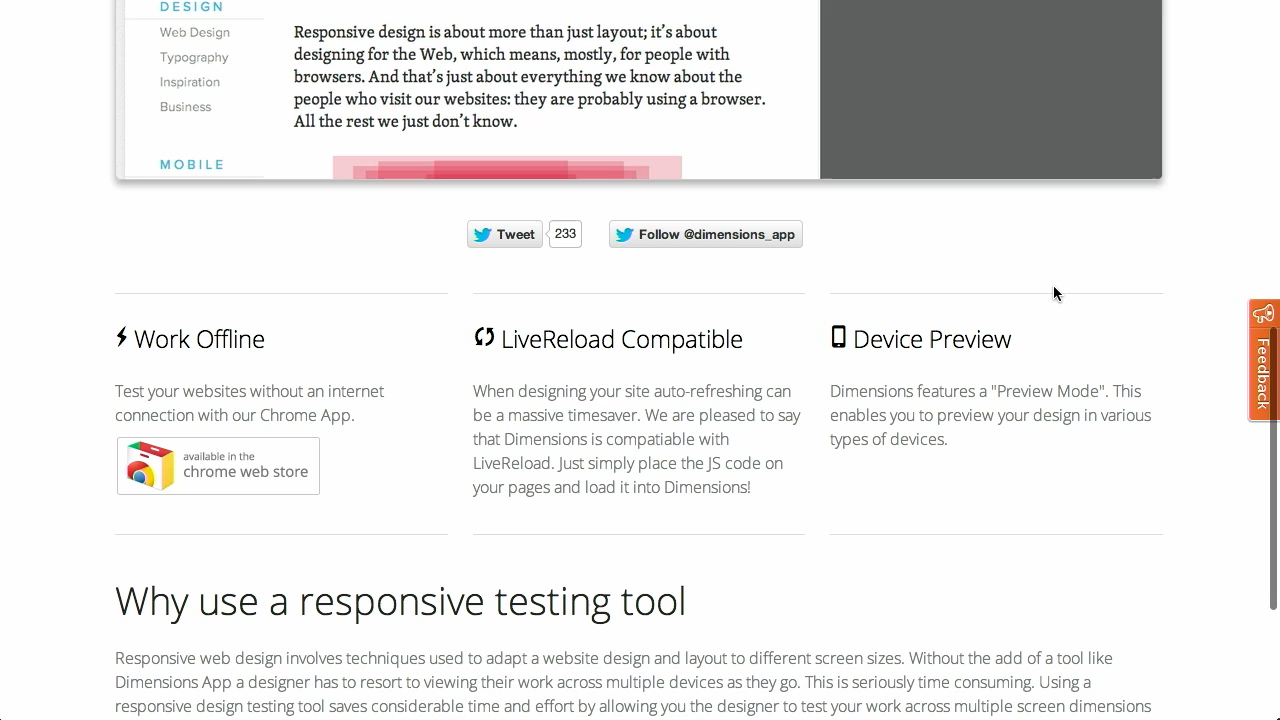 DESIGN
Web Design
Typography
Inspiration
Business
MOBILE
Responsive design is about more than just layout; it's about
designing for the Web, which means, mostly, for people with
browsers. And that's just about everything we know about the
people who visit our websites: they are probably using a browser.
All the rest we just don't know.
Tweet 233 Follow @dimensions_app
Feedback
Work Offline
Test your websites without an internet
connection with our Chrome App.
available in the
chrome web store
LiveReload Compatible
When designing your site auto-refreshing can
be a massive timesaver. We are pleased to say
that Dimensions is compatiable with
LiveReload. Just simply place the JS code on
your pages and load it into Dimensions!
Device Preview
Dimensions features a "Preview Mode". This
enables you to preview your design in various
types of devices.
Why use a responsive testing tool
Responsive web design involves techniques used to adapt a website design and layout to different screen sizes. Without the add of a tool like
Dimensions App a designer has to resort to viewing their work across multiple devices as they go. This is seriously time consuming. Using a
responsive design testing tool saves considerable time and effort by allowing you the designer to test your work across multiple screen dimensions